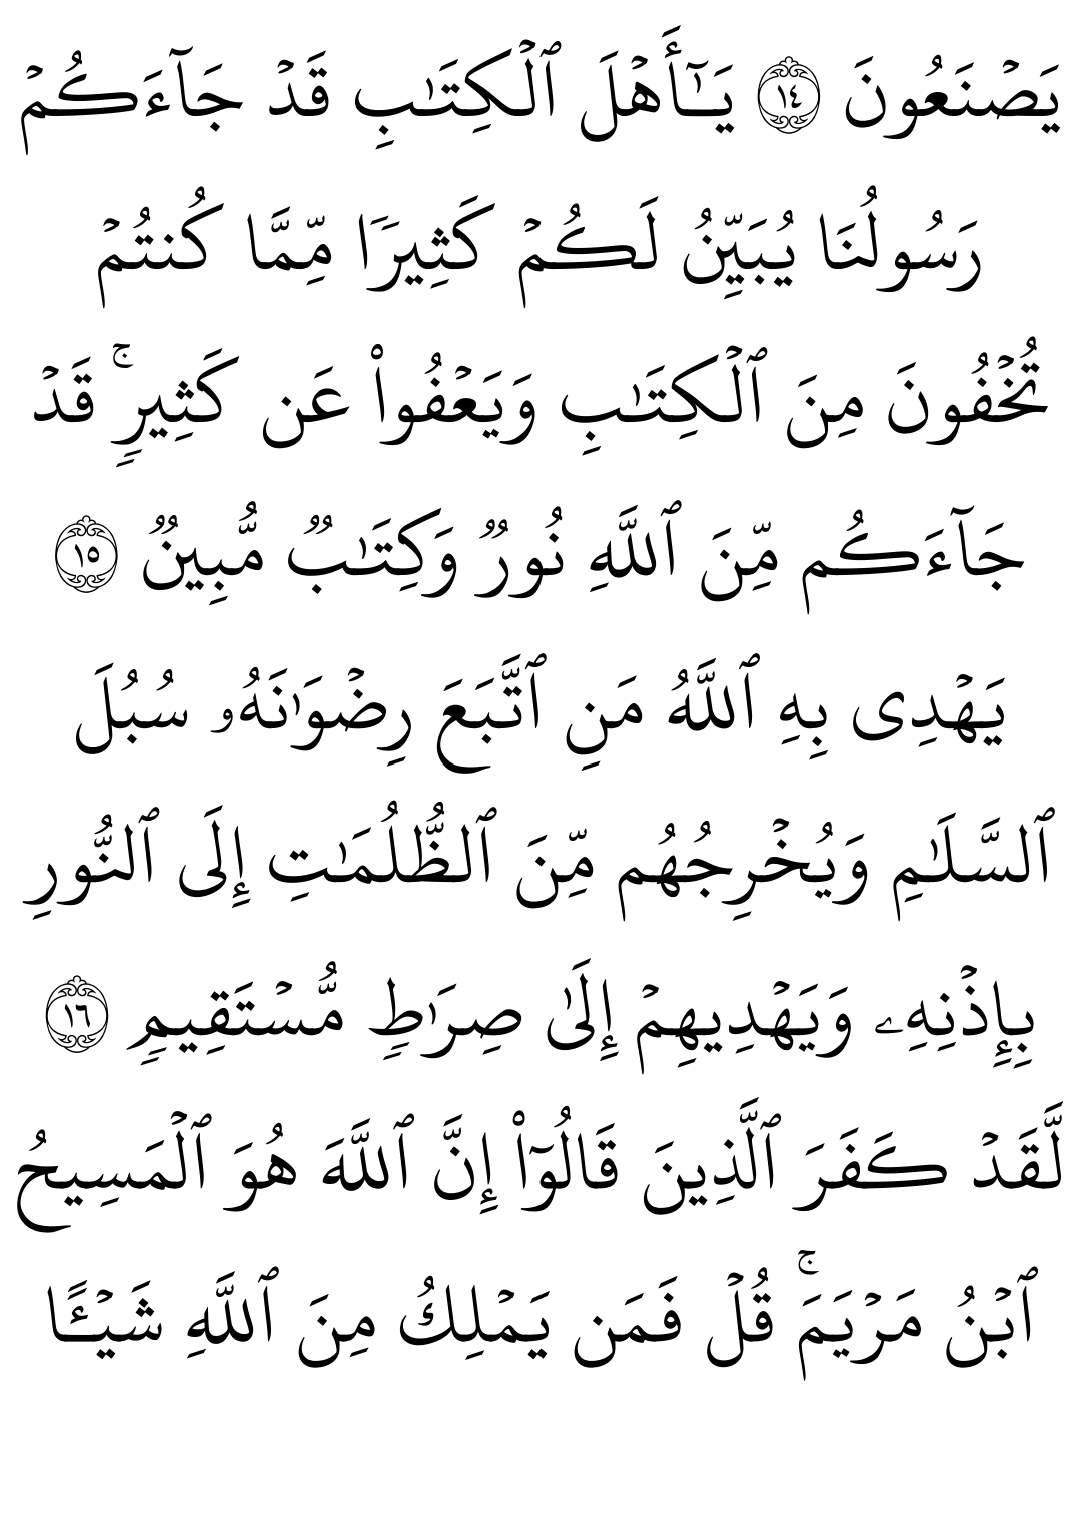 يَصۡنَعُونَ ١٤ يَـٰٓأَهۡلَ ٱلۡكِتَـٰبِ قَدۡ جَآءَكُمۡ
رَسُولُنَا يُبَيِّنُ لَكُمۡ كَثِيرࣰا مِّمَّا كُنتُمۡ
تُخۡفُونَ مِنَ ٱلۡكِتَـٰبِ وَيَعۡفُوا۟ عَن كَثِيرࣲۚ قَدۡ
جَآءَكُم مِّنَ ٱللَّهِ نُورࣱ وَكِتَـٰبࣱ مُّبِينࣱ ١٥
يَهۡدِی بِهِ ٱللَّهُ مَنِ ٱتَّبَعَ رِضۡوَ ٰ⁠نَهُۥ سُبُلَ
ٱلسَّلَـٰمِ وَيُخۡرِجُهُم مِّنَ ٱلظُّلُمَـٰتِ إِلَى ٱلنُّورِ
بِإِذۡنِهِۦ وَيَهۡدِيهِمۡ إِلَىٰ صِرَ ٰ⁠طࣲ مُّسۡتَقِيمࣲ ١٦
لَّقَدۡ كَفَرَ ٱلَّذِينَ قَالُوۤا۟ إِنَّ ٱللَّهَ هُوَ ٱلۡمَسِيحُ
ٱبۡنُ مَرۡيَمَۚ قُلۡ فَمَن يَمۡلِكُ مِنَ ٱللَّهِ شَيۡـًٔا